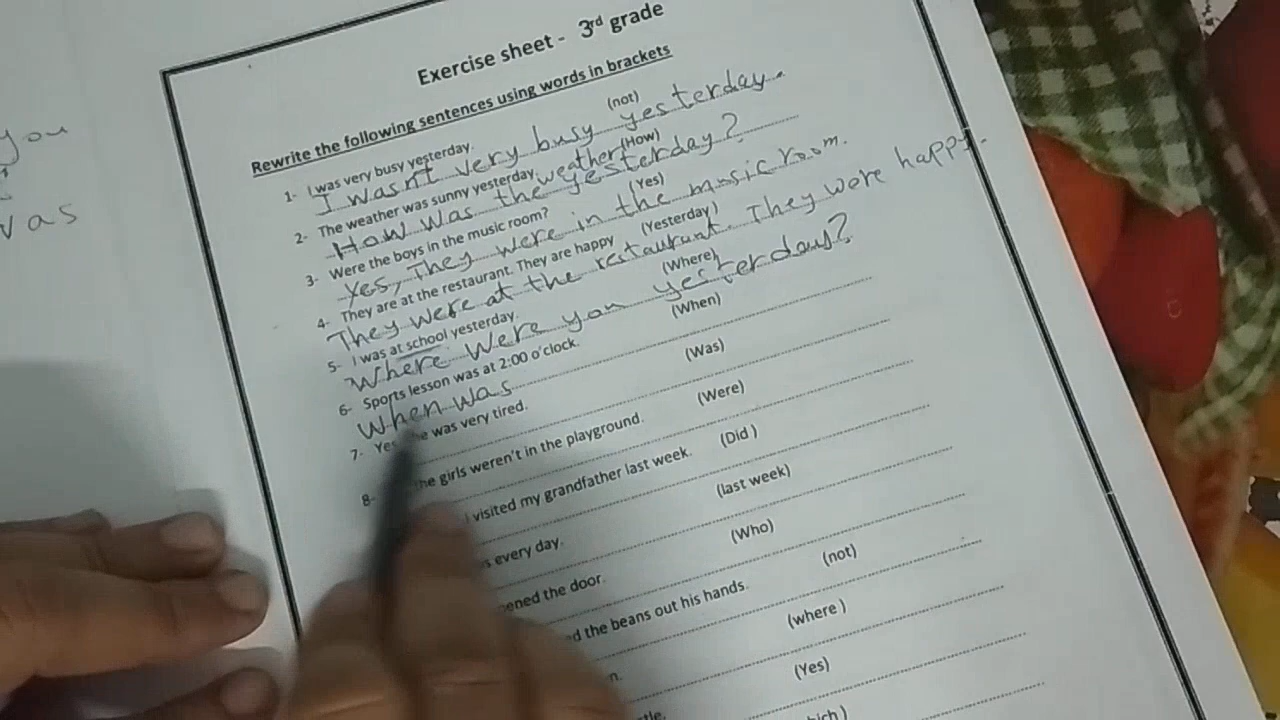 you
was
Exercise sheet - 3rd grade
Rewrite the following sentences using words in brackets
1- I was very busy yesterday. (not)
I wasn't very busy yesterday.
2- The weather was sunny yesterday (How)
How was the weather yesterday?
3- Were the boys in the music room? (Yes)
Yes, They were in the music room.
4- They are at the restaurant. They are happy (Yesterday)
They were at the restaurant. They were happy.
5- I was at school yesterday. (Where)
Where were you yesterday?
6- Sports lesson was at 2:00 o'clock. (When)
When was
7- was very tired. (Was)
8- girls weren't in the playground. (Were)
I visited my grandfather last week. (Did )
every day. (last week)
the door. (Who)
the beans out his hands. (not)
(where )
(Yes)